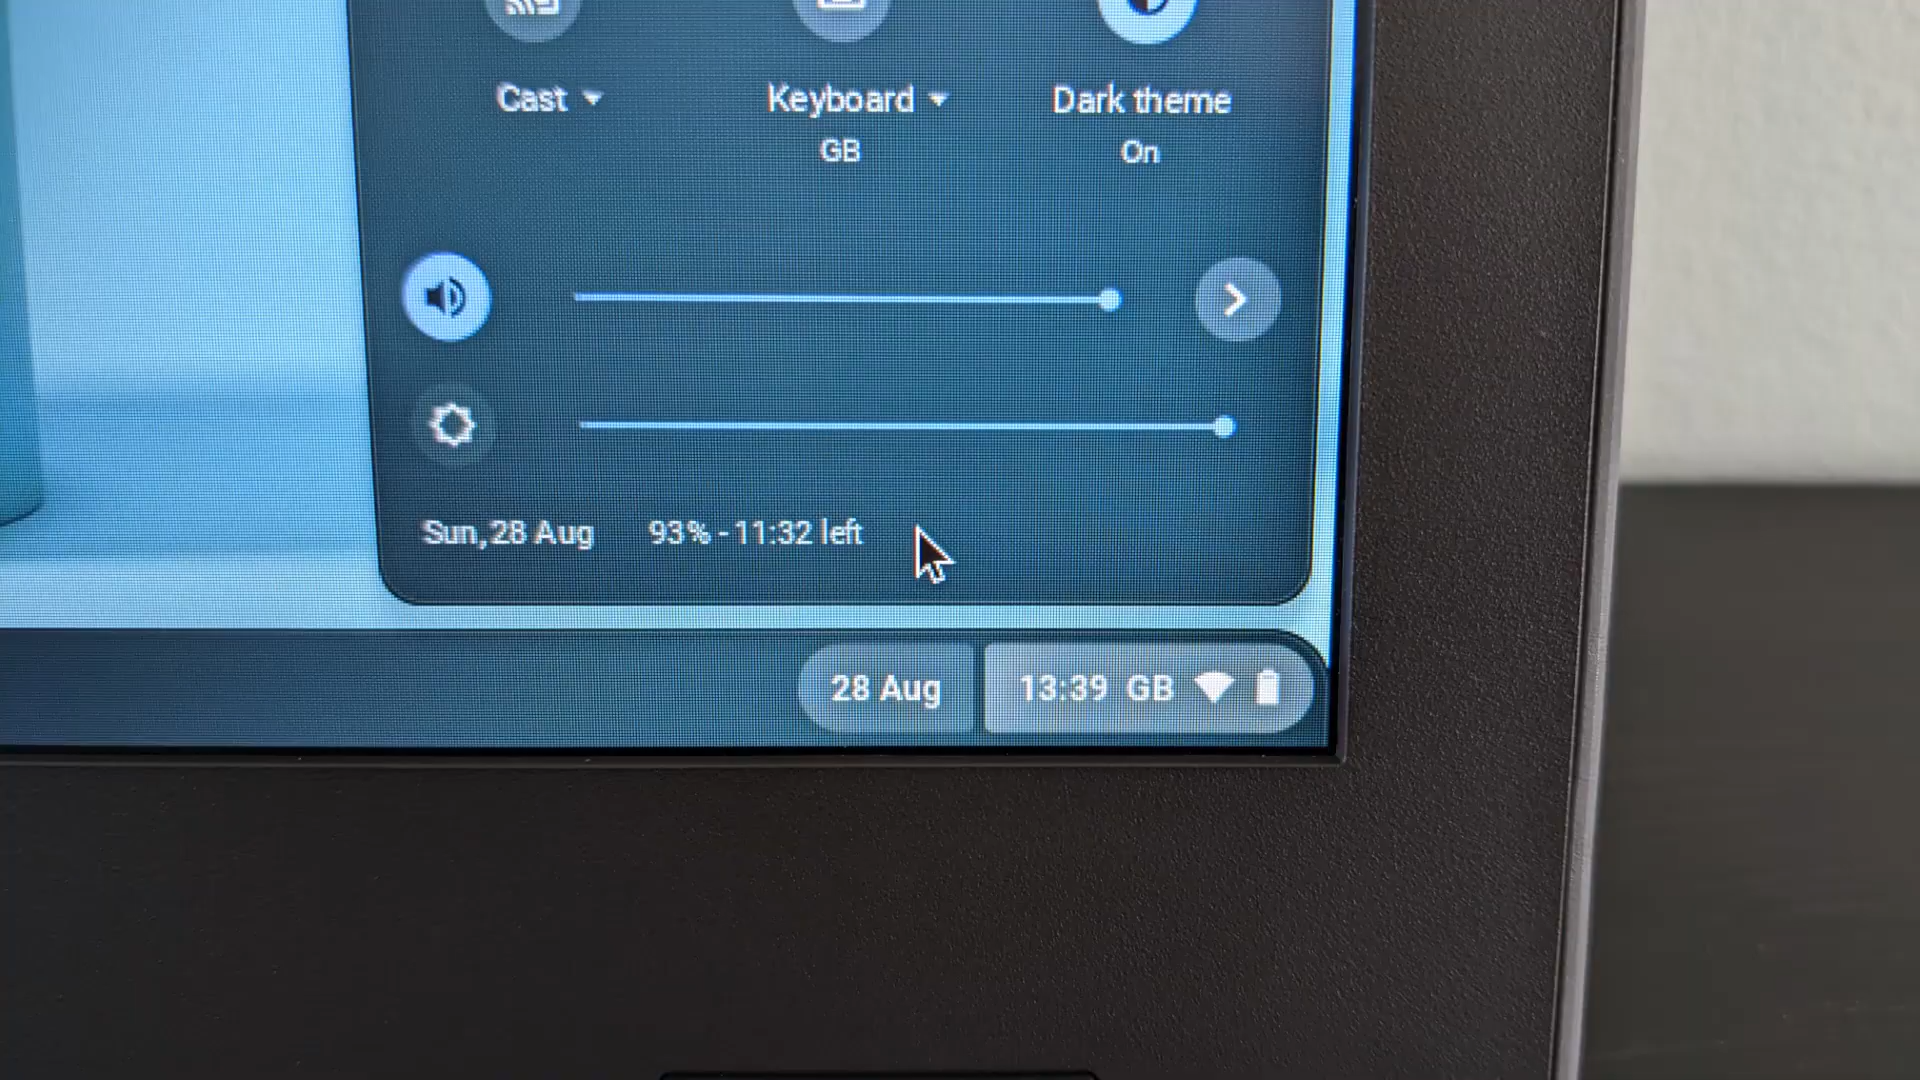 Cast
Keyboard
Dark theme
GB
On
Sun, 28 Aug
93% - 11:32 left
28 Aug
13:39 GB